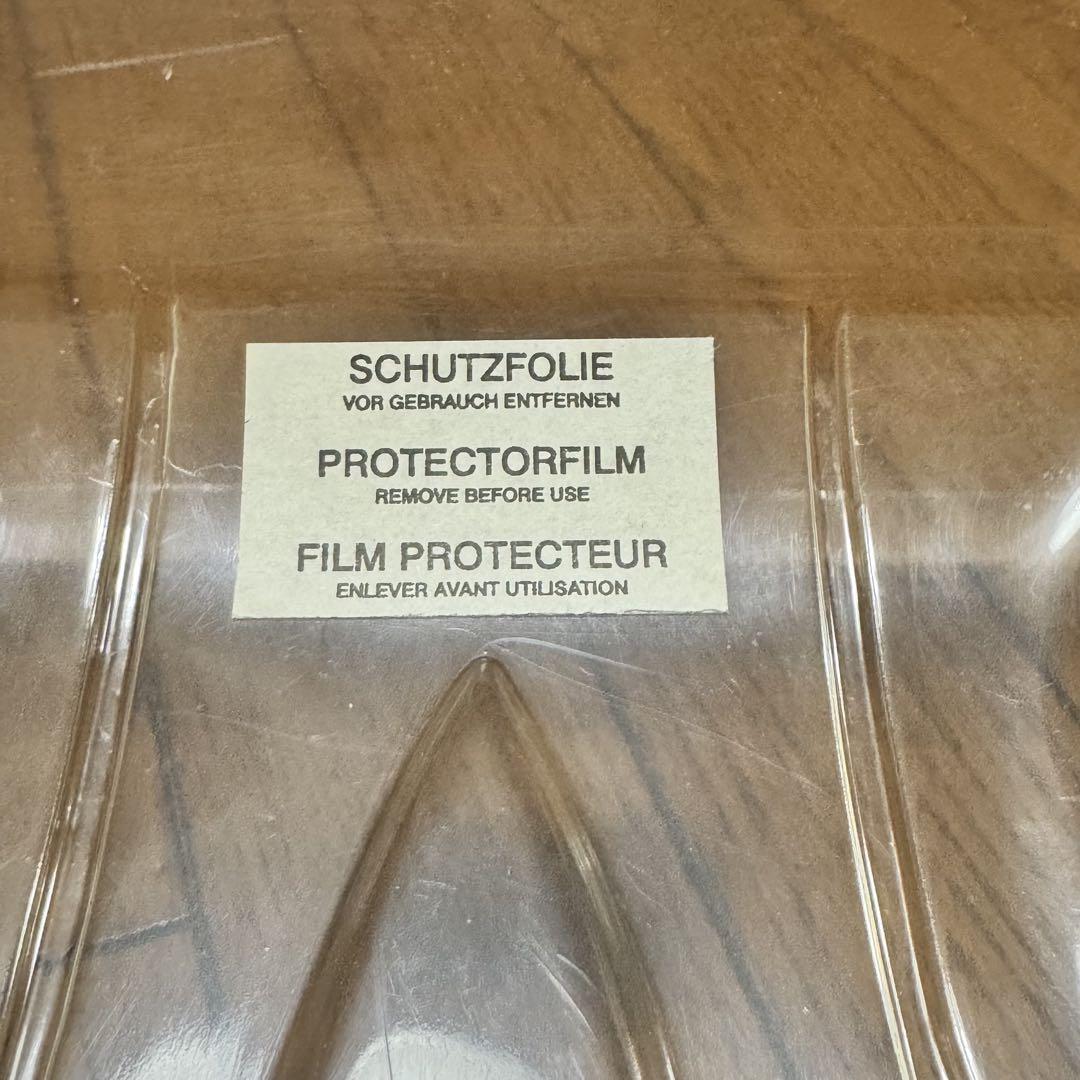 SCHUTZFOLIE
VOR GEBRAUCH ENTFERNEN
PROTECTORFILM
REMOVE BEFORE USE
FILM PROTECTEUR
ENLEVER AVANT UTILISATION